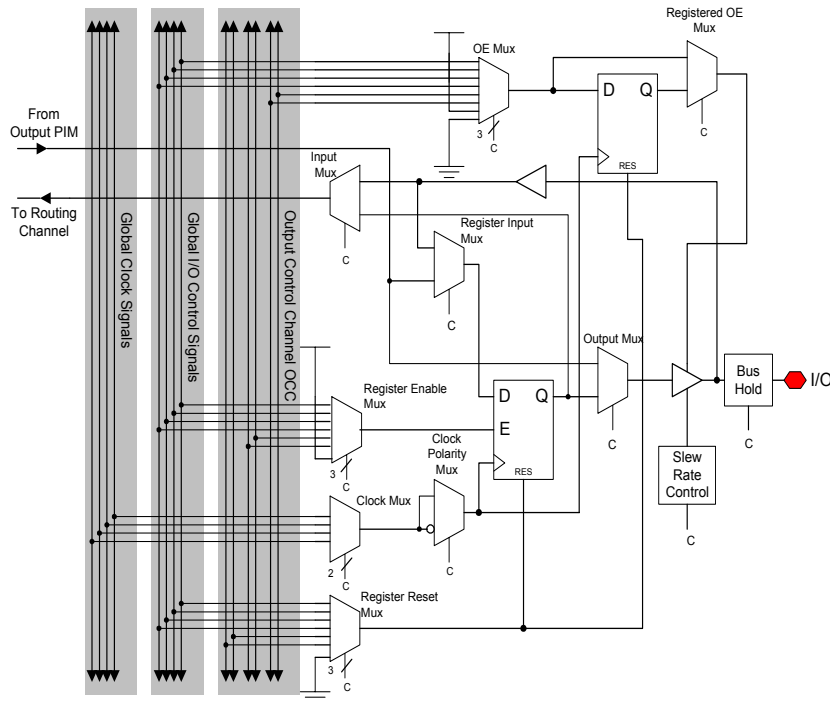 Registered OE
Mux
OE Mux
D Q
RES
3
C
C
From
Output PIM
Input
Mux
To Routing
Channel
C
Register Input
Mux
C
Global Clock Signals
Global I/O Control Signals
Output Control Channel OCC
Output Mux
C
Bus
Hold
I/O
C
Register Enable
Mux
3
C
D Q
E
RES
Clock
Polarity
Mux
C
Slew
Rate
Control
C
Clock Mux
2
C
Register Reset
Mux
3
C